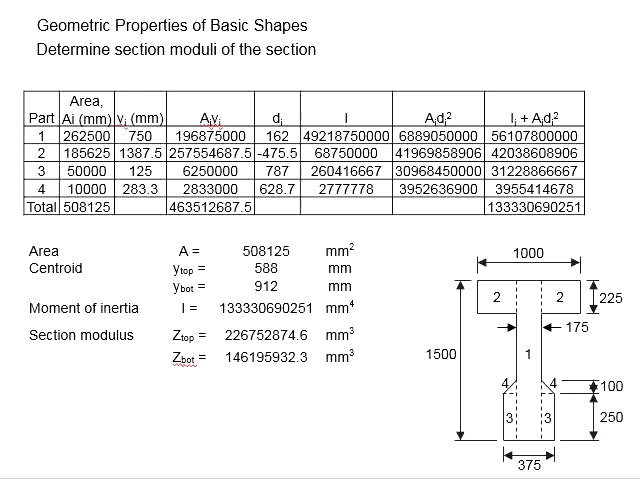 Geometric Properties of Basic Shapes
Determine section moduli of the section
Area,
Part Ai (mm) yᵢ (mm) Aᵢyᵢ dᵢ I Aᵢdᵢ² Iᵢ + Aᵢdᵢ²
1 262500 750 196875000 162 49218750000 6889050000 56107800000
2 185625 1387.5 257554687.5 -475.5 68750000 41969858906 42038608906
3 50000 125 6250000 787 260416667 30968450000 31228866667
4 10000 283.3 2833000 628.7 2777778 3952636900 3955414678
Total 508125 463512687.5 133330690251
Area A = 508125 mm²
Centroid ytop = 588 mm
ybot = 912 mm
Moment of inertia I = 133330690251 mm⁴
Section modulus Ztop = 226752874.6 mm³
Zbot = 146195932.3 mm³
1000
2 2 225
175
1500 1
4 4 100
3 3 250
375